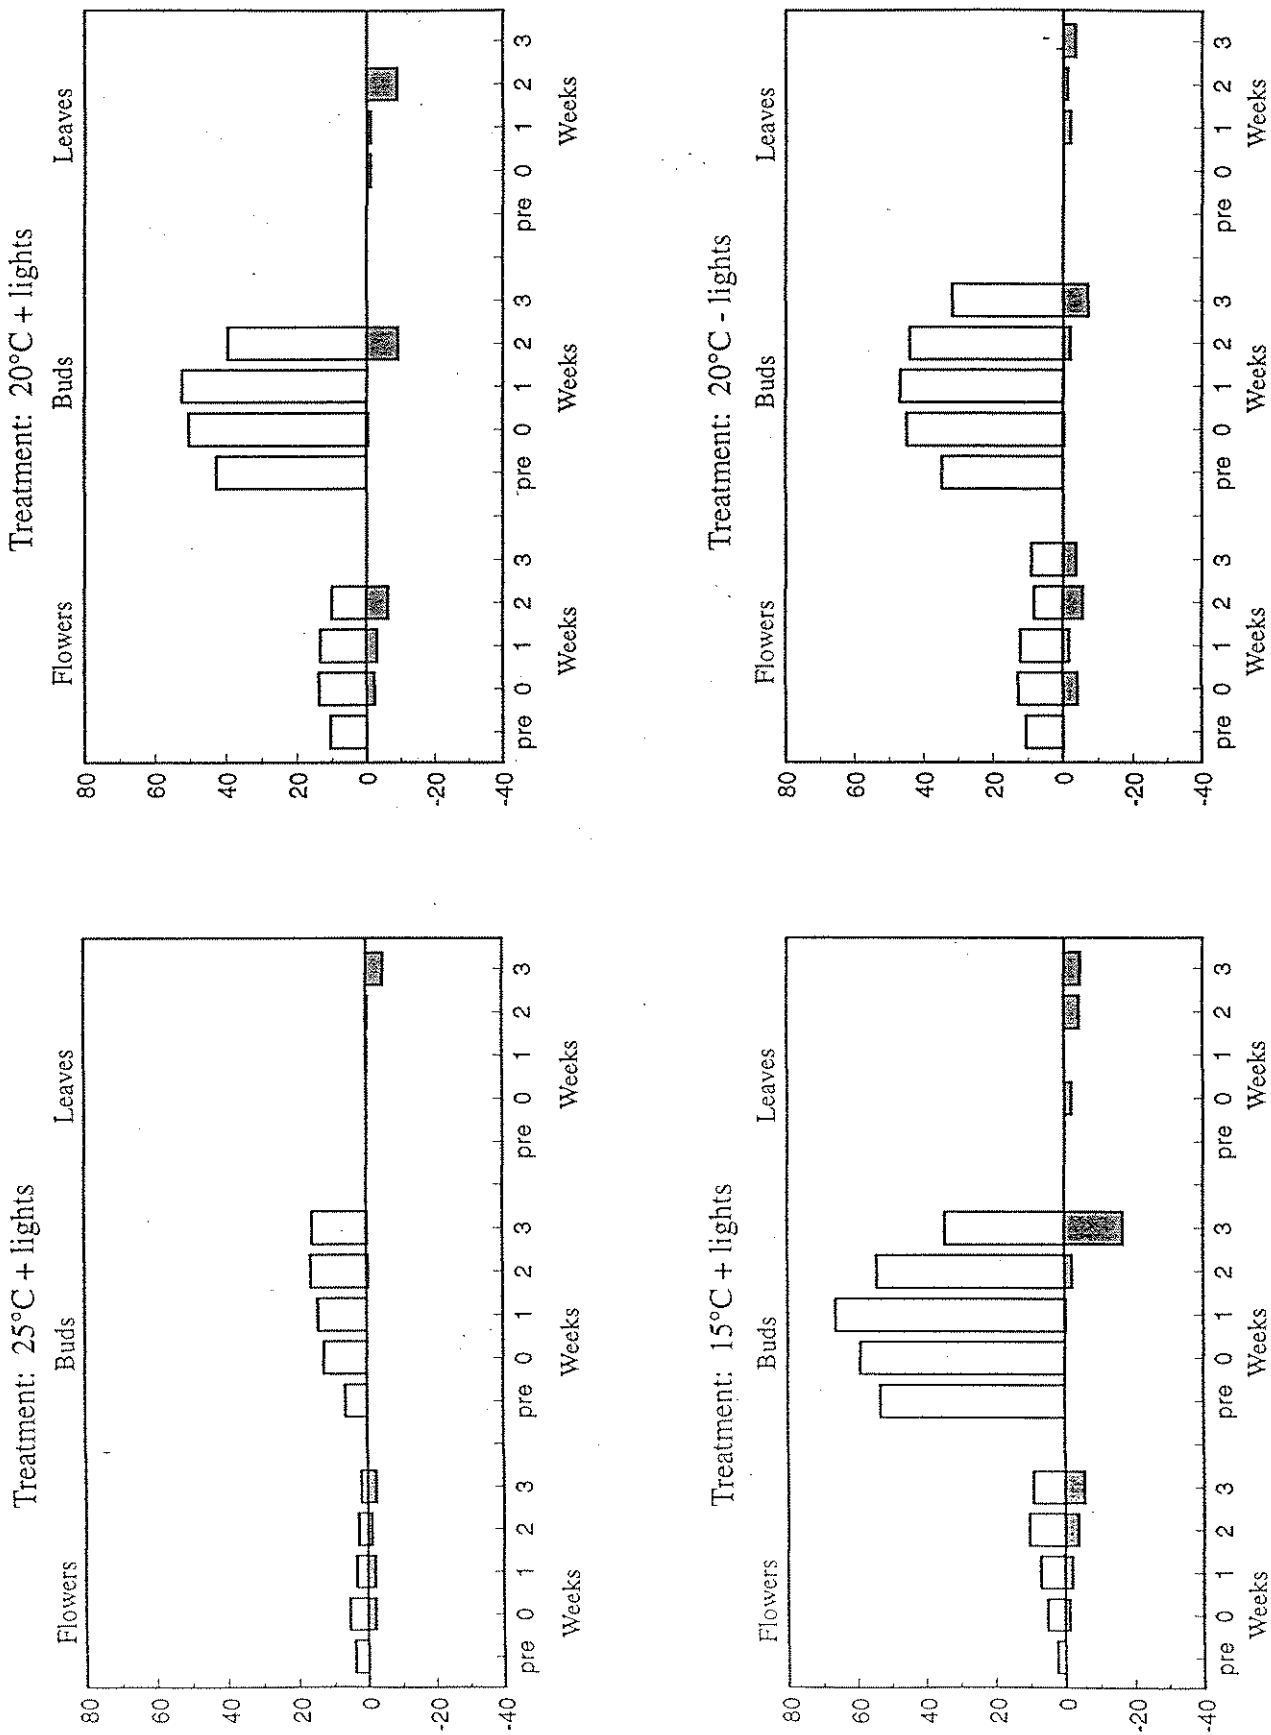 Treatment: 25°C + lights
Flowers Buds Leaves
80
60
40
20
0
-20
-40
pre 0 1 2 3 pre 0 1 2 3 pre 0 1 2 3
Weeks Weeks Weeks
Treatment: 20°C + lights
Flowers Buds Leaves
80
60
40
20
0
-20
-40
pre 0 1 2 3 pre 0 1 2 3 pre 0 1 2 3
Weeks Weeks Weeks
Treatment: 15°C + lights
Flowers Buds Leaves
80
60
40
20
0
-20
-40
pre 0 1 2 3 pre 0 1 2 3 pre 0 1 2 3
Weeks Weeks Weeks
Treatment: 20°C - lights
Flowers Buds Leaves
80
60
40
20
0
-20
-40
pre 0 1 2 3 pre 0 1 2 3 pre 0 1 2 3
Weeks Weeks Weeks